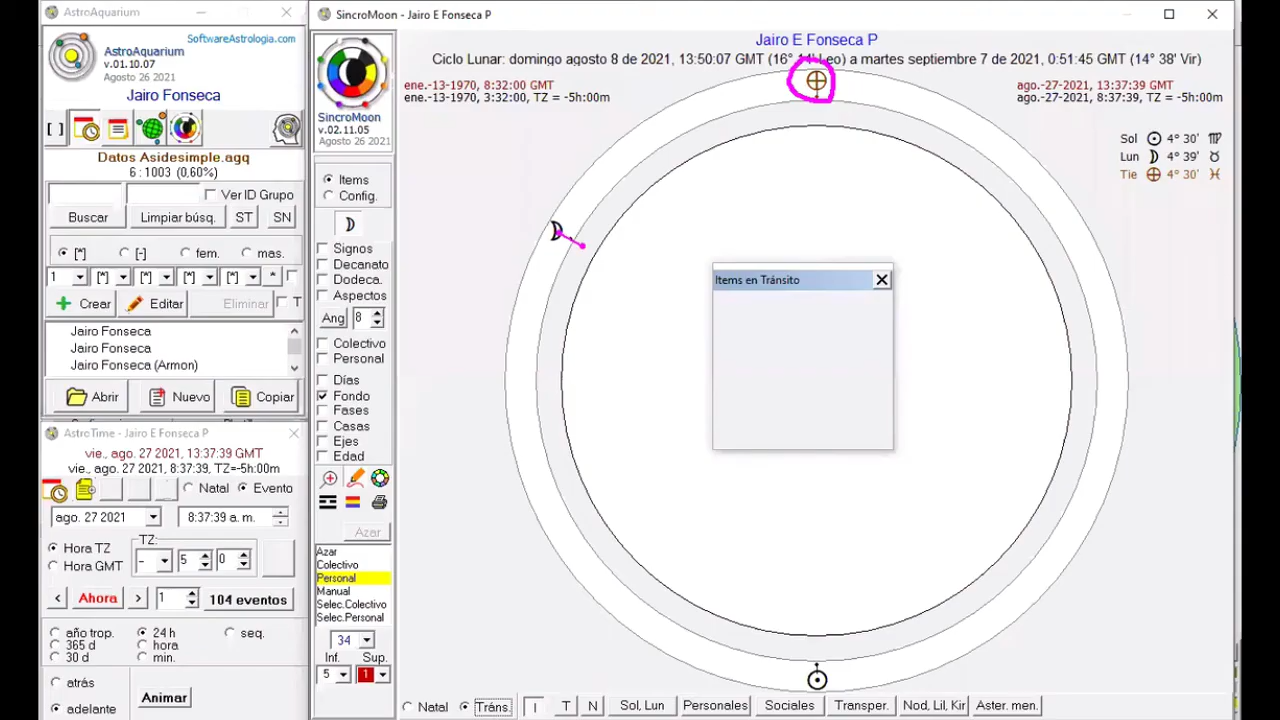 AstroAquarium
SoftwareAstrologia.com
AstroAquarium
v.01.10.07
Agosto 26 2021
Jairo Fonseca
[ ]
Datos Asidesimple.agq
6 : 1003 (0.60%)
Ver ID Grupo
Buscar
Limpiar búsq.
ST
SN
[*]
[-]
fem.
mas.
1
[*]
[*]
[*]
[*]
*
Crear
Editar
Eliminar
T
Jairo Fonseca
Jairo Fonseca
Jairo Fonseca (Armon)
Abrir
Nuevo
Copiar
AstroTime - Jairo E Fonseca P
vie., ago. 27 2021, 13:37:39 GMT
vie., ago. 27 2021, 8:37:39, TZ=-5h:00m
Natal
Evento
ago. 27 2021
8:37:39 a. m.
Hora TZ
Hora GMT
TZ:
-
5
0
<
Ahora
>
1
104 eventos
año trop.
365 d
30 d
24 h
hora
min.
seq.
atrás
adelante
Animar
SincroMoon - Jairo E Fonseca P
SincroMoon
v.02.11.05
Agosto 26 2021
Items
Config.
Signos
Decanato
Dodeca.
Aspectos
Ang
8
Colectivo
Personal
Días
Fondo
Fases
Casas
Ejes
Edad
Azar
Azar
Colectivo
Personal
Manual
Selec.Colectivo
Selec.Personal
34
Inf.
Sup.
5
1
Jairo E Fonseca P
Ciclo Lunar: domingo agosto 8 de 2021, 13:50:07 GMT (16° 14' Leo) a martes septiembre 7 de 2021, 0:51:45 GMT (14° 38' Vir)
ene.-13-1970, 8:32:00 GMT
ene.-13-1970, 3:32:00, TZ = -5h:00m
ago.-27-2021, 13:37:39 GMT
ago.-27-2021, 8:37:39, TZ = -5h:00m
Sol ☉ 4° 30' ♍
Lun ☽ 4° 39' ♉
Tie ⊕ 4° 30' ♓
Items en Tránsito
Natal
Tráns.
T
N
Sol, Lun
Personales
Sociales
Transper.
Nod, Lil, Kir
Aster. men.